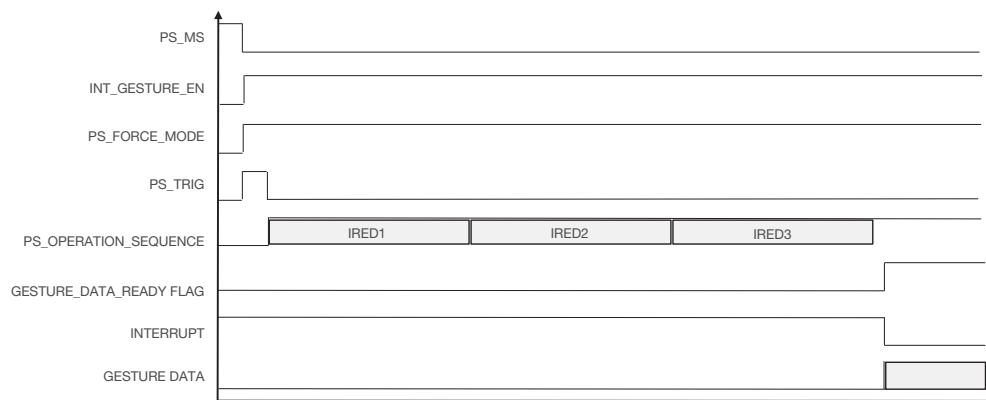 PS_MS
INT_GESTURE_EN
PS_FORCE_MODE
PS_TRIG
PS_OPERATION_SEQUENCE
IRED1
IRED2
IRED3
GESTURE_DATA_READY FLAG
INTERRUPT
GESTURE DATA